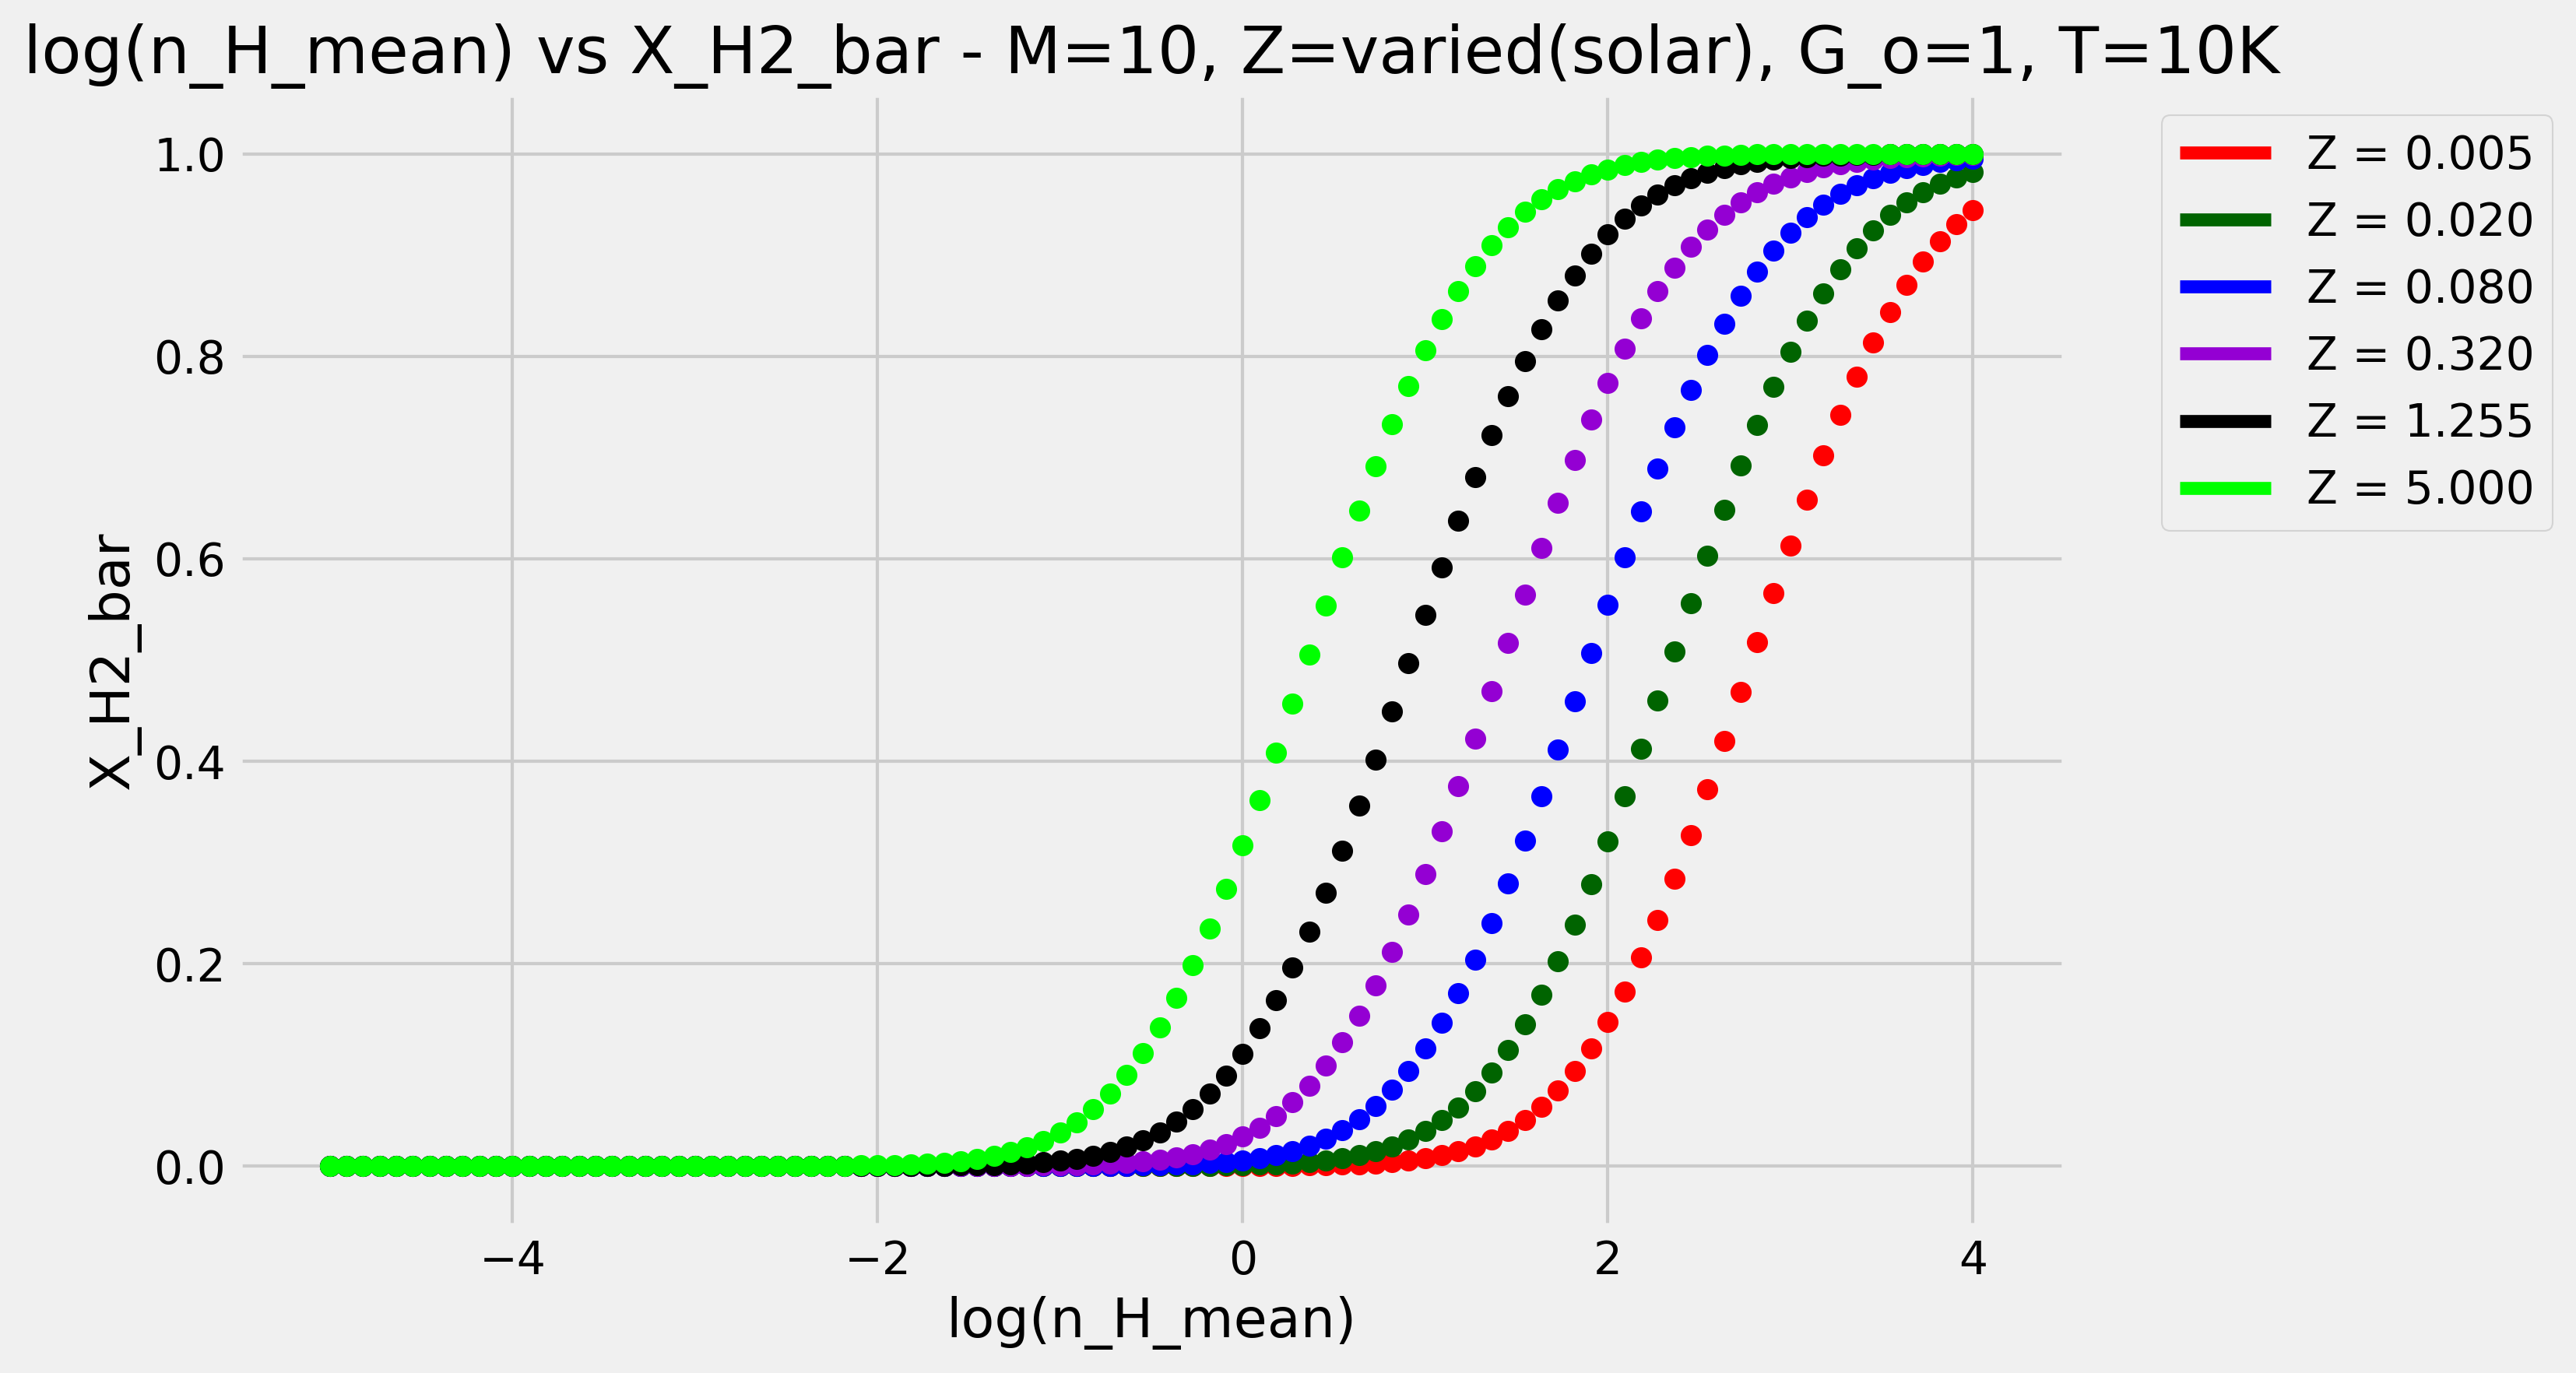 log(n_H_mean) vs X_H2_bar - M=10, Z=varied(solar), G_o=1, T=10K
1.0
0.8
0.6
0.4
0.2
0.0
X_H2_bar
−4
−2
0
2
4
log(n_H_mean)
Z = 0.005
Z = 0.020
Z = 0.080
Z = 0.320
Z = 1.255
Z = 5.000